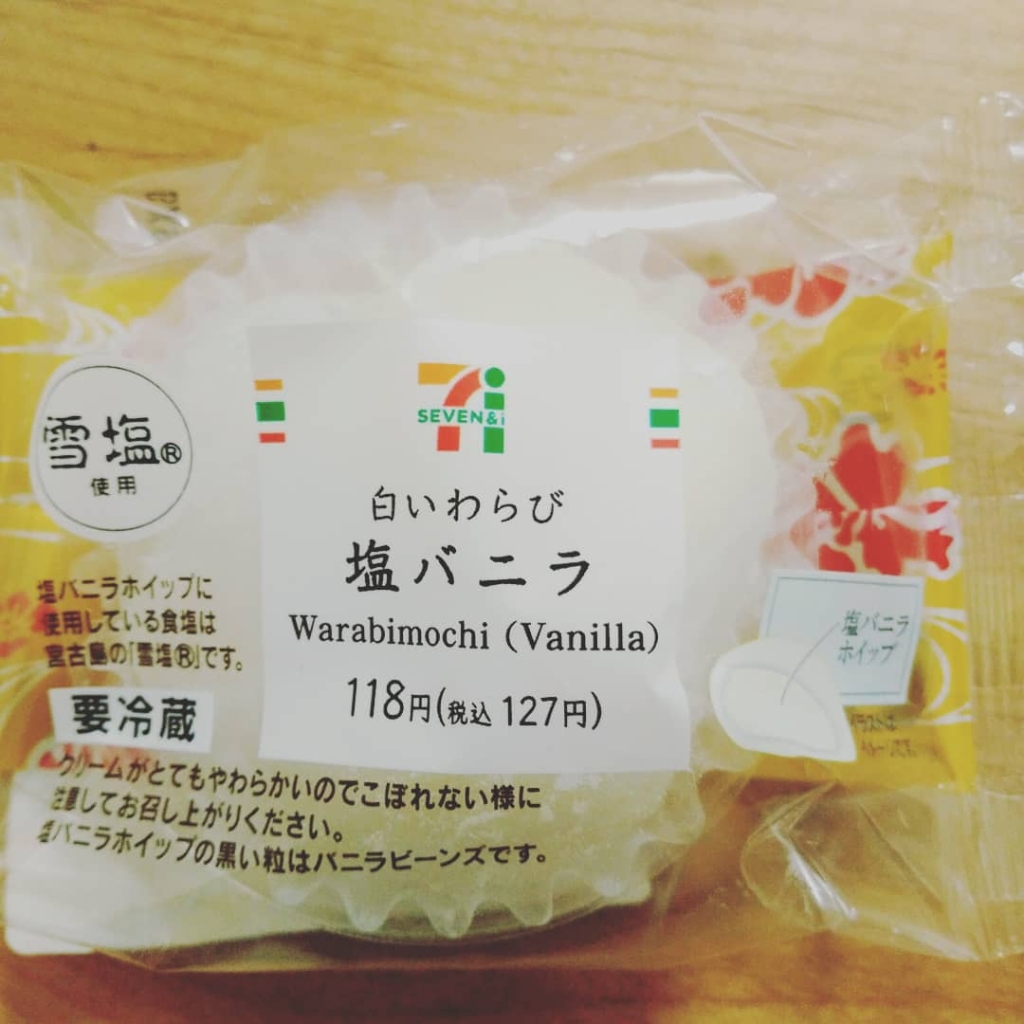 SEVEN&i
雪塩®
使用
白いわらび
塩バニラ
Warabimochi (Vanilla)
118円(税込 127円)
塩バニラホイップに
使用している食塩は
宮古島の「雪塩®」です。
塩バニラ
ホイップ
要冷蔵
イラストは
クリームがとてもやわらかいのでこぼれない様に
注意してお召し上がりください。
塩バニラホイップの黒い粒はバニラビーンズです。